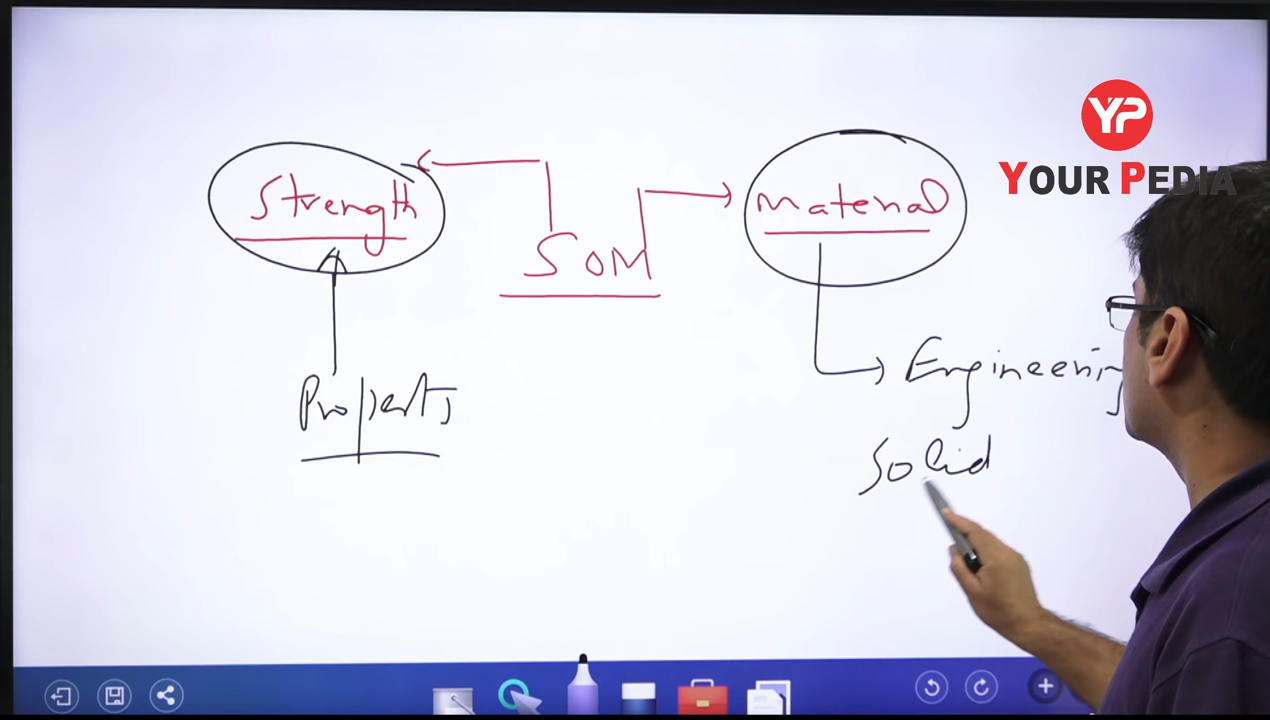 YP
YOUR PEDIA
Strength
Material
SOM
Property
Engineering
Solid